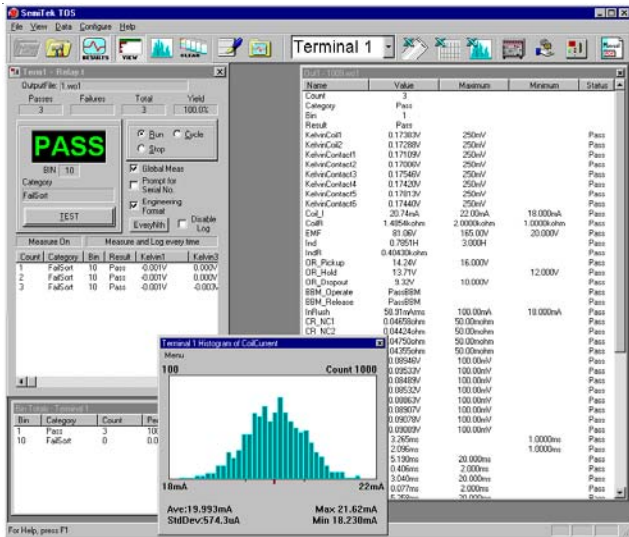 SemiTek TOS
File View Data Configure Help
RESULTS VIEW CLEAR Terminal 1
Term1 - Relay1
OutputFile: 1.wo1
Passes Failures Total Yield
3 3 100.0%
PASS
BIN 10
Category
FailSort
TEST
Run Cycle
Stop
Global Meas
Prompt for
Serial No.
Engineering
Format
EveryNth Disable
Log
Measure On Measure and Log every time
Count Category Bin Result Kelvin1 Kelvin3
1 FailSort 10 Pass -0.001V 0.000V
2 FailSort 10 Pass -0.001V 0.000V
3 FailSort 10 Pass -0.001V -0.003V
Bin Totals - Terminal 1
Bin Category Count
1 Pass 3 100
10 FailSort 0 0.0
Name Value Maximum Minimum Status
Count 3
Category Pass
Bin 1
Result Pass
KelvinCoil1 0.17383V 250mV Pass
KelvinCoil2 0.17288V 250mV Pass
KelvinContact1 0.17109V 250mV Pass
KelvinContact2 0.17006V 250mV Pass
KelvinContact3 0.17546V 250mV Pass
KelvinContact4 0.17420V 250mV Pass
KelvinContact5 0.17813V 250mV Pass
KelvinContact6 0.17440V 250mV Pass
Coil_I 20.74mA 22.00mA 18.000mA Pass
CoilR 1.4854kohm 2.0000kohm 1.0000kohm Pass
EMF 81.06V 165.00V 20.000V Pass
Ind 0.7851H 3.000H Pass
IndR 0.40430kohm Pass
OR_Pickup 14.24V 16.000V Pass
OR_Hold 13.71V 12.000V Pass
OR_Dropout 9.32V 10.000V Pass
BBM_Operate PassBBM Pass
BBM_Release PassBBM Pass
InRush 58.91mAms 100.00mA 10.000mA Pass
CR_NC1 0.04658ohm 50.00mohm Pass
CR_NC2 0.04424ohm 50.00mohm Pass
0.04750ohm 50.00mohm Pass
0.04355ohm 50.00mohm Pass
0.08946V 100.00mV Pass
0.09533V 100.00mV Pass
0.08489V 100.00mV Pass
0.08532V 100.00mV Pass
0.08863V 100.00mV Pass
0.08907V 100.00mV Pass
0.09078V 100.00mV Pass
0.09089V 100.00mV Pass
3.265ms 1.0000ms Pass
2.096ms 1.0000ms Pass
5.190ms 20.000ms Pass
0.406ms 2.000ms Pass
3.040ms 20.000ms Pass
0.077ms 2.000ms Pass
20.000ms Pass
Terminal 1 Histogram of CoilCurrent
Menu
100 Count 1000
18mA 22mA
Ave:19.993mA Max 21.62mA
StdDev:574.3uA Min 18.230mA
For Help, press F1